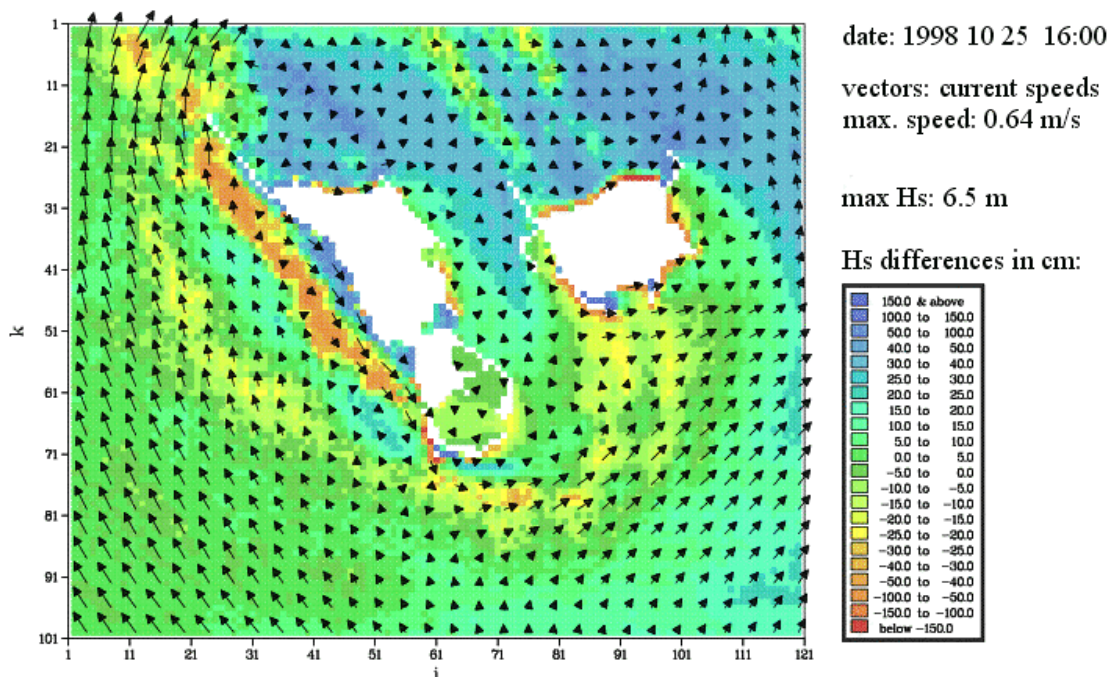 date: 1998 10 25 16:00
vectors: current speeds
max. speed: 0.64 m/s
max Hs: 6.5 m
Hs differences in cm:
150.0 & above
100.0 to 150.0
50.0 to 100.0
40.0 to 50.0
30.0 to 40.0
25.0 to 30.0
20.0 to 25.0
15.0 to 20.0
10.0 to 15.0
5.0 to 10.0
0.0 to 5.0
-5.0 to 0.0
-10.0 to -5.0
-15.0 to -10.0
-20.0 to -15.0
-25.0 to -20.0
-30.0 to -25.0
-40.0 to -30.0
-50.0 to -40.0
-100.0 to -50.0
-150.0 to -100.0
below -150.0
1
11
21
31
41
51
61
71
81
91
101
k
1 11 21 31 41 51 61 71 81 91 101 111 121